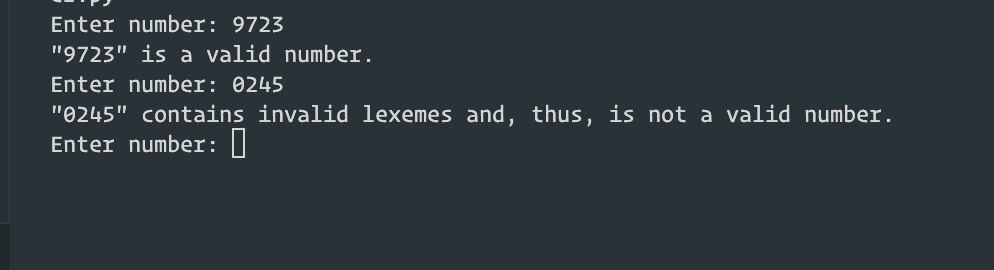 Enter number: 9723
"9723" is a valid number.
Enter number: 0245
"0245" contains invalid lexemes and, thus, is not a valid number.
Enter number: